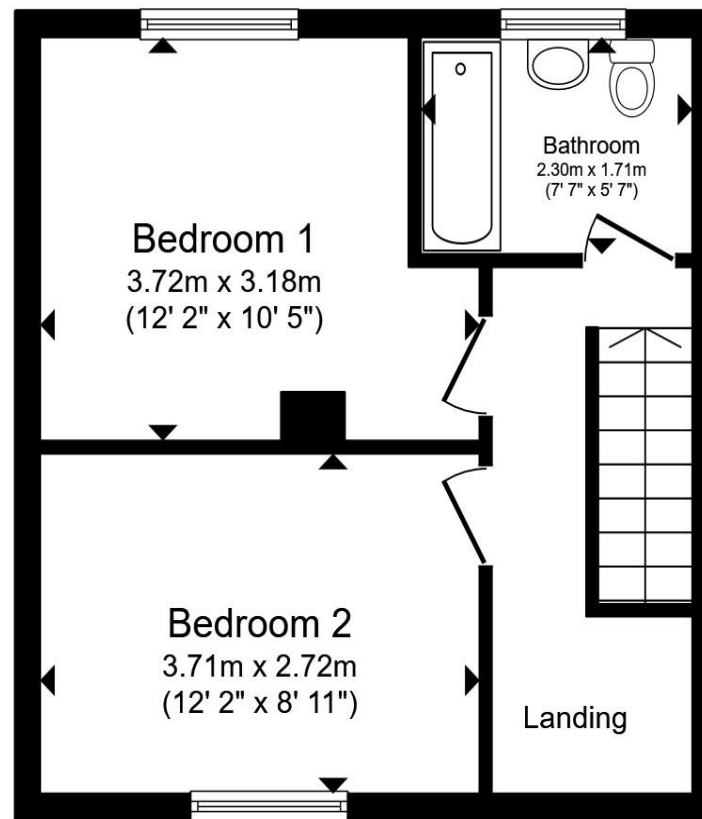 Bathroom
2.30m x 1.71m
(7' 7" x 5' 7")
Bedroom 1
3.72m x 3.18m
(12' 2" x 10' 5")
Bedroom 2
3.71m x 2.72m
(12' 2" x 8' 11")
Landing